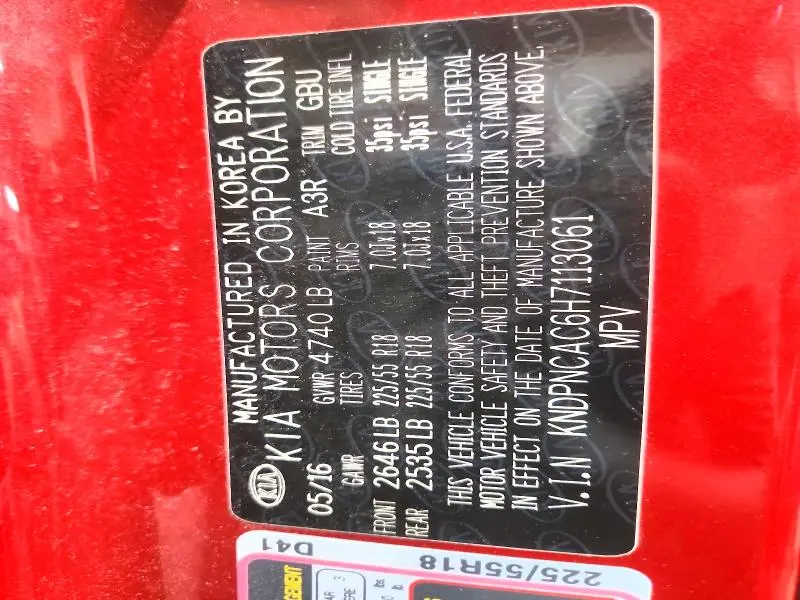 KIA
MANUFACTURED IN KOREA BY
KIA MOTORS CORPORATION
05/16 GVWR 4740 LB PAINT A3R TRIM GBU
GAWR TIRES RIMS COLD TIRE INFL
FRONT 2646 LB 225/55 R18 7.0Jx18 35psi SINGLE
REAR 2535 LB 225/55 R18 7.0Jx18 35psi SINGLE
THIS VEHICLE CONFORMS TO ALL APPLICABLE U.S.A. FEDERAL
MOTOR VEHICLE SAFETY AND THEFT PREVENTION STANDARDS
IN EFFECT ON THE DATE OF MANUFACTURE SHOWN ABOVE.
V.I.N KNDPNCAC6H7113061
MPV
D41
225/55R18